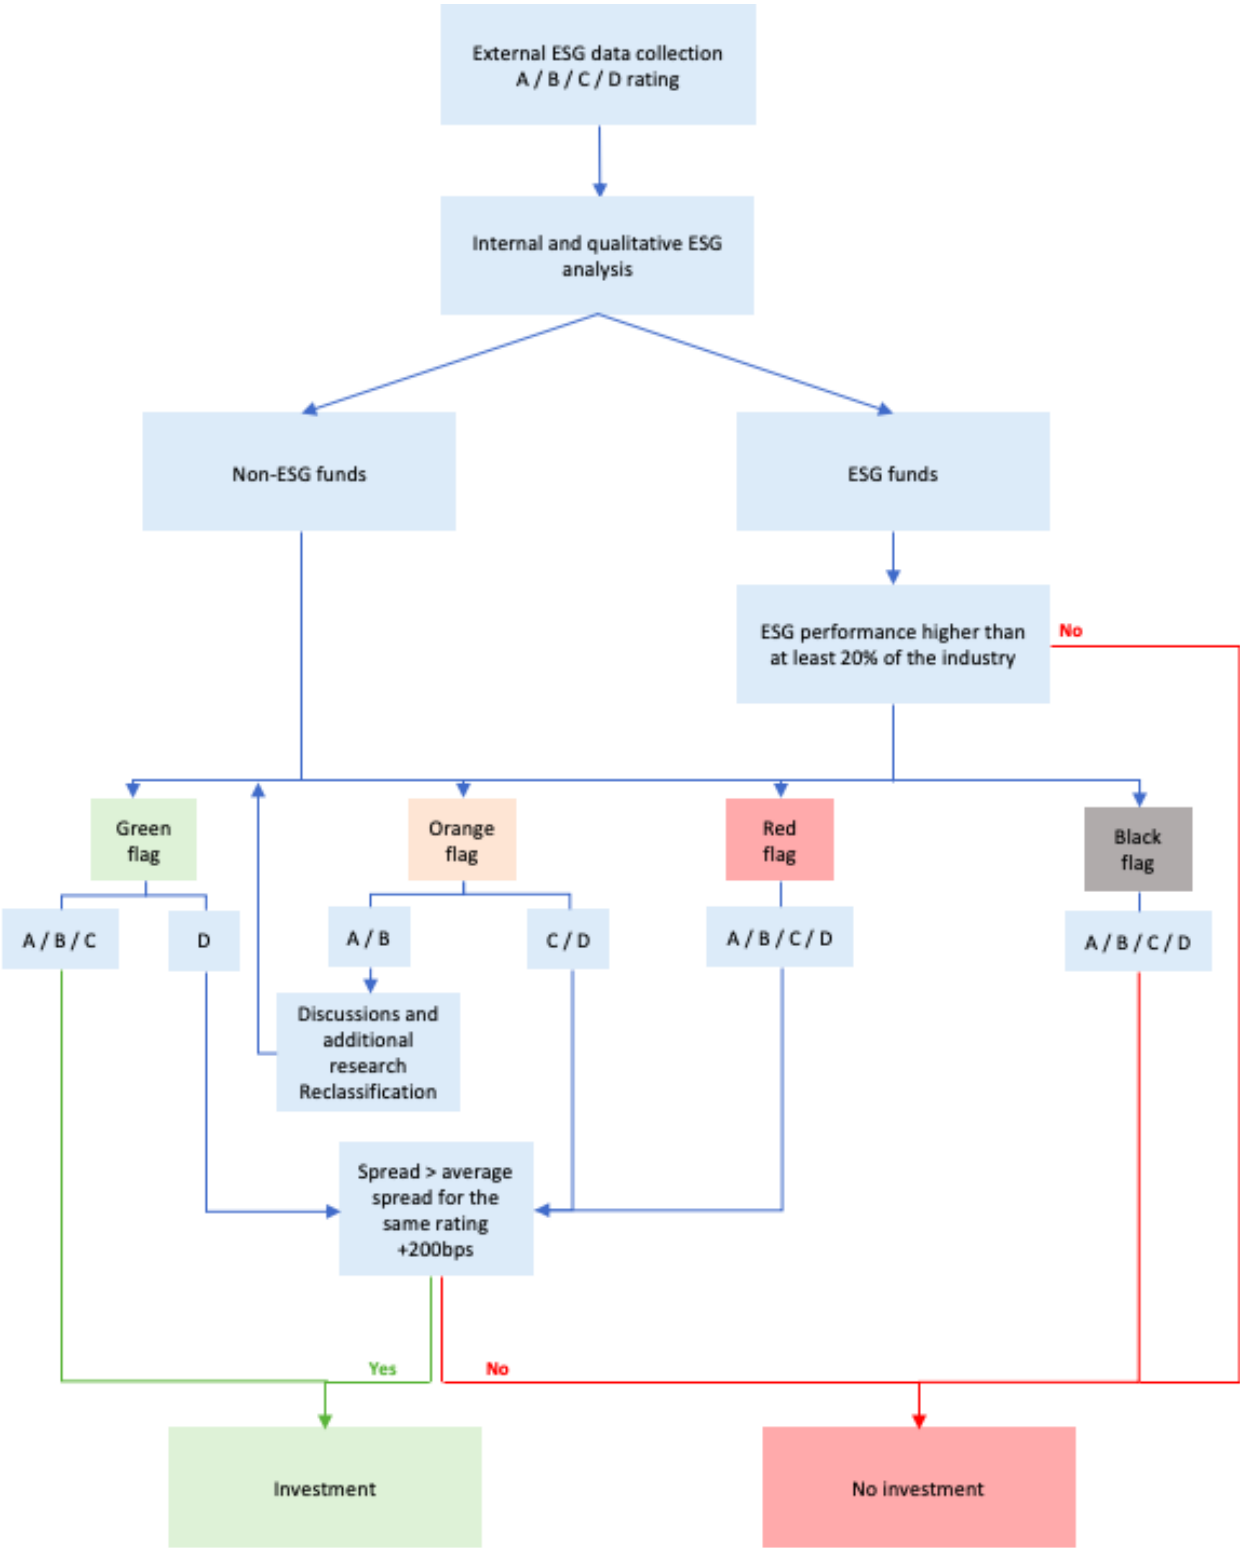 External ESG data collection
A / B / C / D rating
Internal and qualitative ESG
analysis
Non-ESG funds
ESG funds
ESG performance higher than
at least 20% of the industry
No
Green
flag
Orange
flag
Red
flag
Black
flag
A / B / C
D
A / B
C / D
A / B / C / D
A / B / C / D
Discussions and
additional
research
Reclassification
Spread > average
spread for the
same rating
+200bps
Yes
No
Investment
No investment